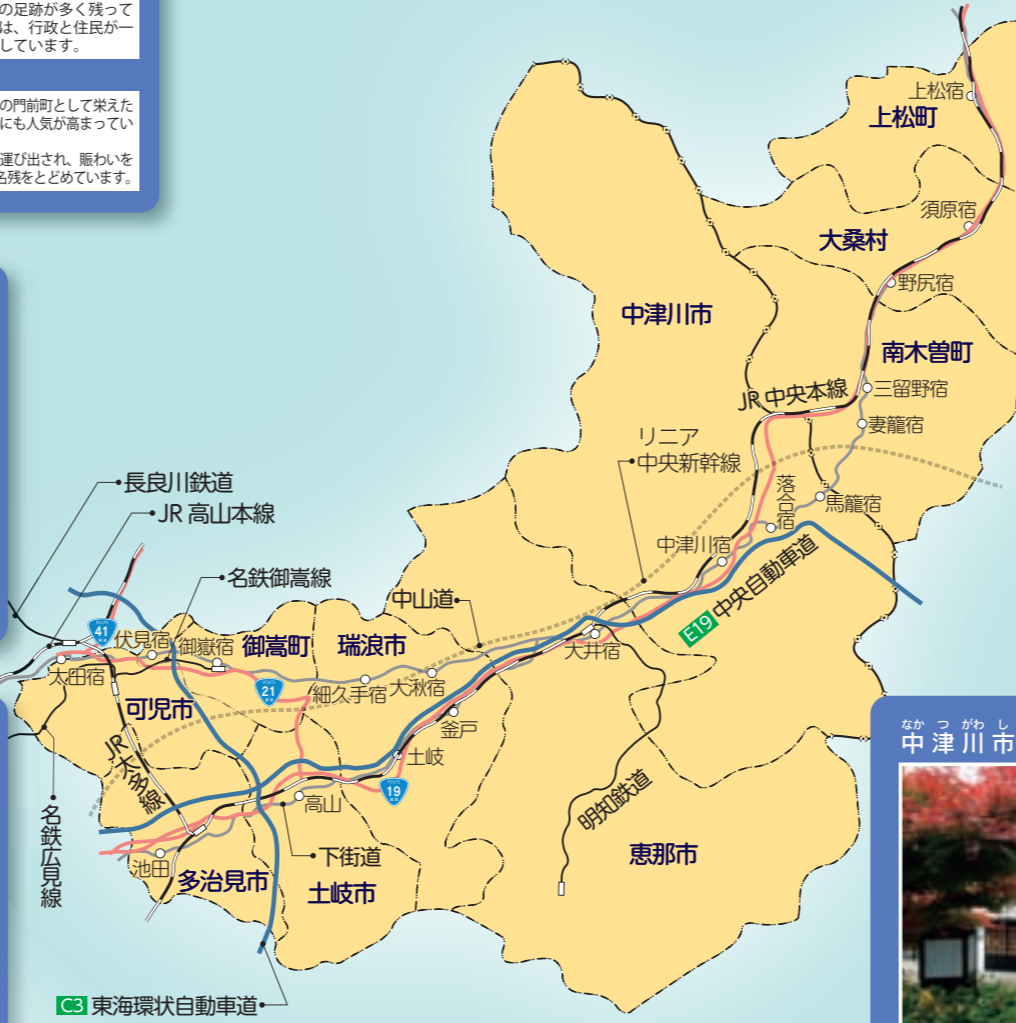 の足跡が多く残って
は、行政と住民が一
しています。
の門前町として栄えた
にも人気が高まってい
運び出され、賑わいを
名残をとどめています。
上松宿
上松町
須原宿
大桑村
野尻宿
中津川市
南木曽町
三留野宿
JR 中央本線
妻籠宿
リニア
中央新幹線
落合宿
馬籠宿
長良川鉄道
JR 高山本線
中津川宿
E19 中央自動車道
名鉄御嵩線
中山道
41
伏見宿
御嶽宿
御嵩町
瑞浪市
大井宿
太田宿
21
細久手宿
大湫宿
可児市
釜戸
JR 太多線
土岐
19
高山
明知鉄道
名鉄広見線
下街道
恵那市
池田
多治見市
土岐市
C3 東海環状自動車道
なかつがわし
中津川市